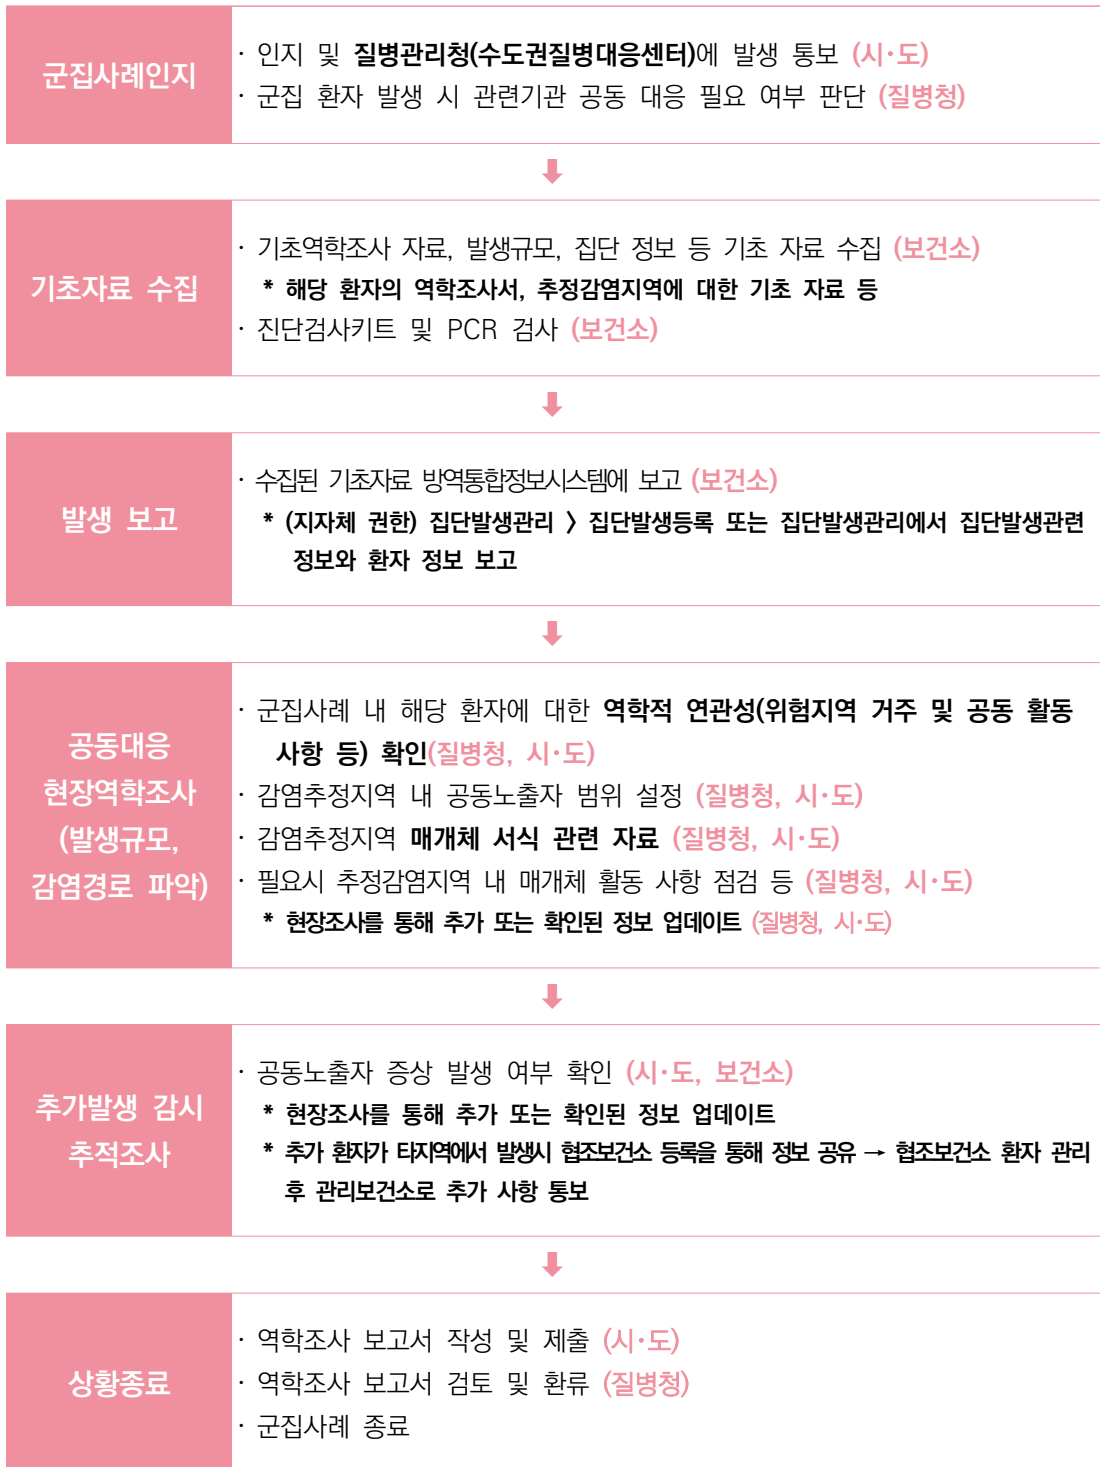 군집사례인지
· 인지 및 질병관리청(수도권질병대응센터)에 발생 통보 (시·도)
· 군집 환자 발생 시 관련기관 공동 대응 필요 여부 판단 (질병청)
⬇
기초자료 수집
· 기초역학조사 자료, 발생규모, 집단 정보 등 기초 자료 수집 (보건소)
* 해당 환자의 역학조사서, 추정감염지역에 대한 기초 자료 등
· 진단검사키트 및 PCR 검사 (보건소)
⬇
발생 보고
· 수집된 기초자료 방역통합정보시스템에 보고 (보건소)
* (지자체 권한) 집단발생관리 > 집단발생등록 또는 집단발생관리에서 집단발생관련
정보와 환자 정보 보고
⬇
공동대응
현장역학조사
(발생규모,
감염경로 파악)
· 군집사례 내 해당 환자에 대한 역학적 연관성(위험지역 거주 및 공동 활동
사항 등) 확인(질병청, 시·도)
· 감염추정지역 내 공동노출자 범위 설정 (질병청, 시·도)
· 감염추정지역 매개체 서식 관련 자료 (질병청, 시·도)
· 필요시 추정감염지역 내 매개체 활동 사항 점검 등 (질병청, 시·도)
* 현장조사를 통해 추가 또는 확인된 정보 업데이트 (질병청, 시·도)
⬇
추가발생 감시
추적조사
· 공동노출자 증상 발생 여부 확인 (시·도, 보건소)
* 현장조사를 통해 추가 또는 확인된 정보 업데이트
* 추가 환자가 타지역에서 발생시 협조보건소 등록을 통해 정보 공유 → 협조보건소 환자 관리
후 관리보건소로 추가 사항 통보
⬇
상황종료
· 역학조사 보고서 작성 및 제출 (시·도)
· 역학조사 보고서 검토 및 환류 (질병청)
· 군집사례 종료